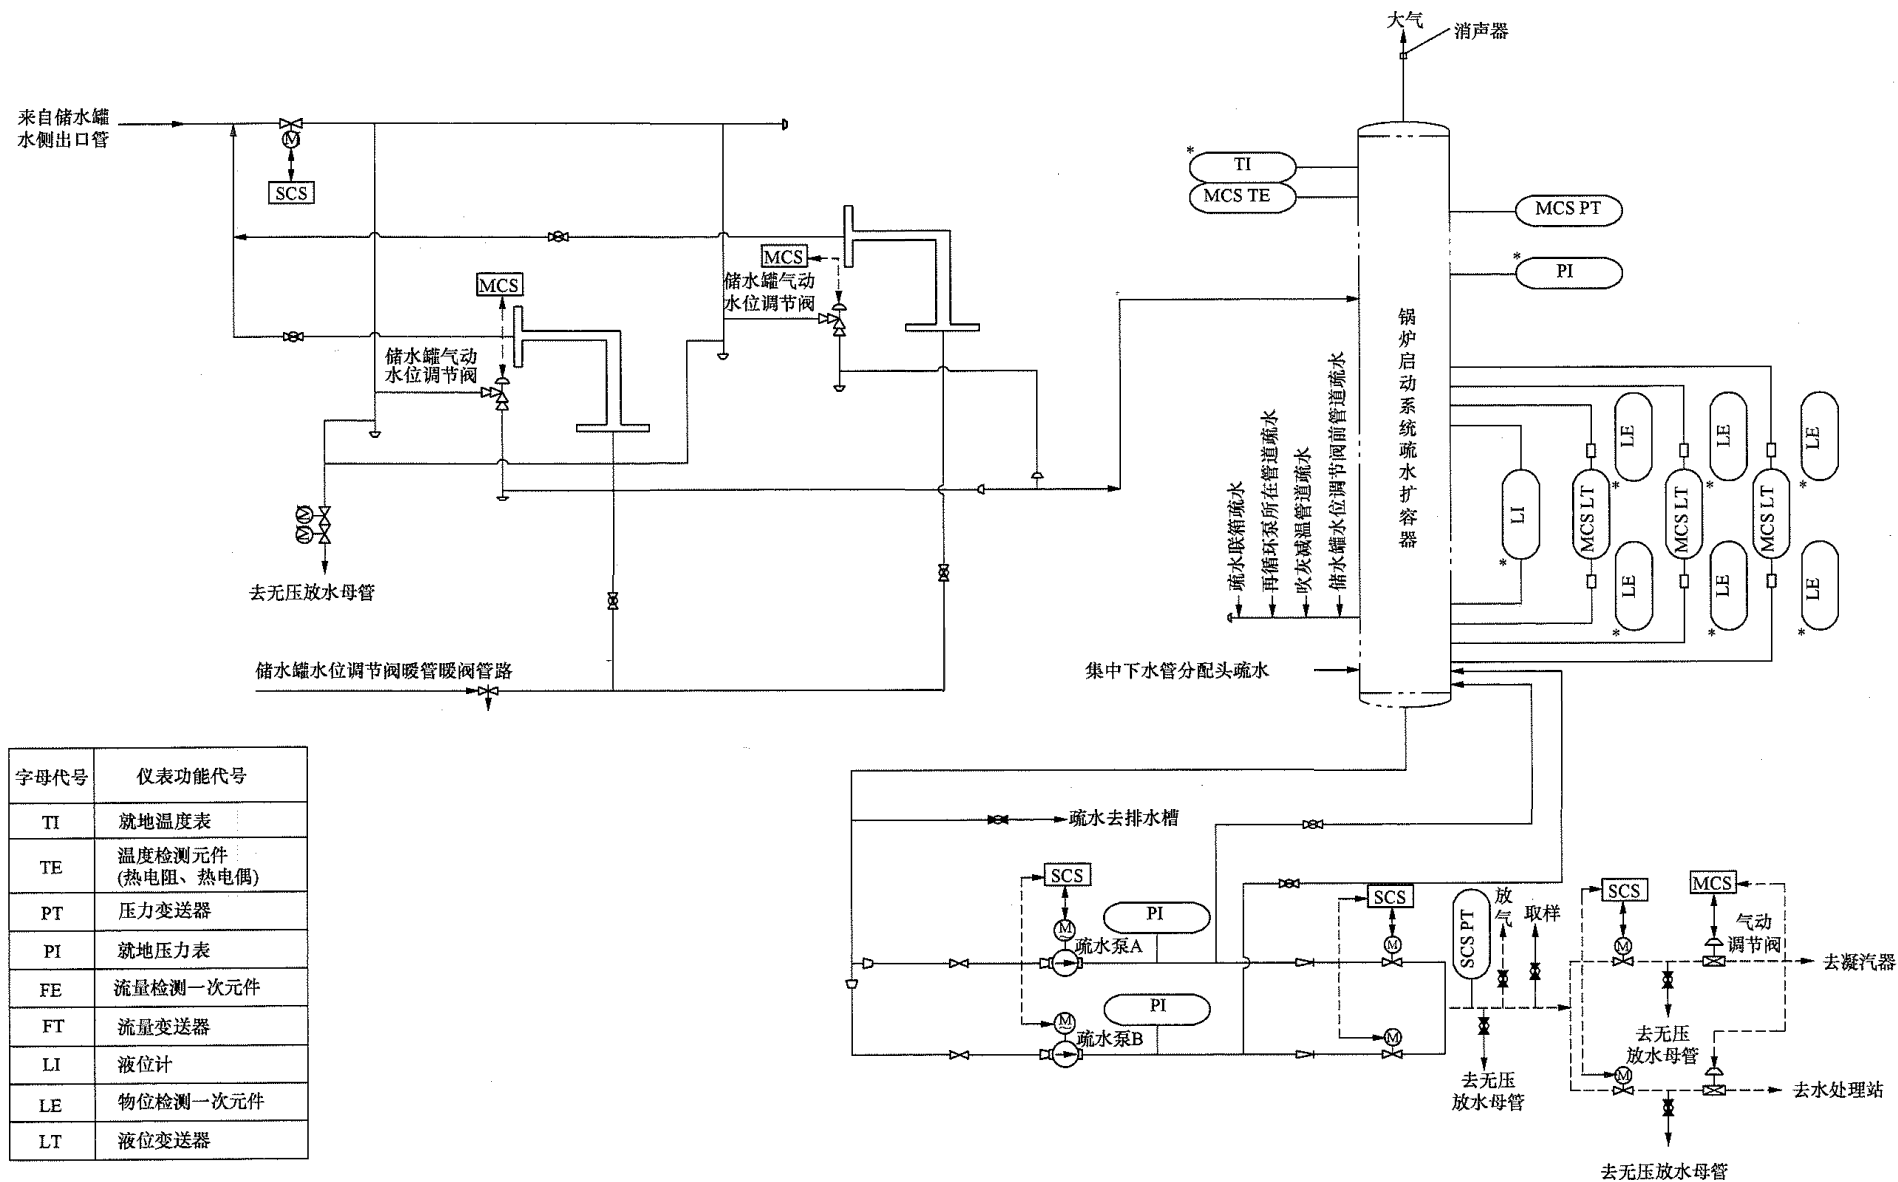 大气
消声器
来自储水罐
水侧出口管
M
SCS
*
TI
MCS TE
MCS PT
*
PI
MCS
储水罐气动
水位调节阀
MCS
储水罐气动
水位调节阀
锅炉启动系统疏水扩容器
疏水联箱疏水
再循环泵所在管道疏水
吹灰减温管道疏水
储水罐水位调节阀前管道疏水
LI
*
MCS LT
MCS LT
MCS LT
LE
*
LE
*
LE
*
LE
*
LE
*
LE
*
M
M
去无压放水母管
储水罐水位调节阀暖管暖阀管路
集中下水管分配头疏水
疏水去排水槽
SCS
M
疏水泵A
PI
SCS
M
M
疏水泵B
PI
M
SCS PT
放气
取样
去无压
放水母管
SCS
M
MCS
气动
调节阀
去凝汽器
去无压
放水母管
M
去水处理站
去无压放水母管
字母代号 仪表功能代号
TI 就地温度表
TE 温度检测元件
(热电阻、热电偶)
PT 压力变送器
PI 就地压力表
FE 流量检测一次元件
FT 流量变送器
LI 液位计
LE 物位检测一次元件
LT 液位变送器